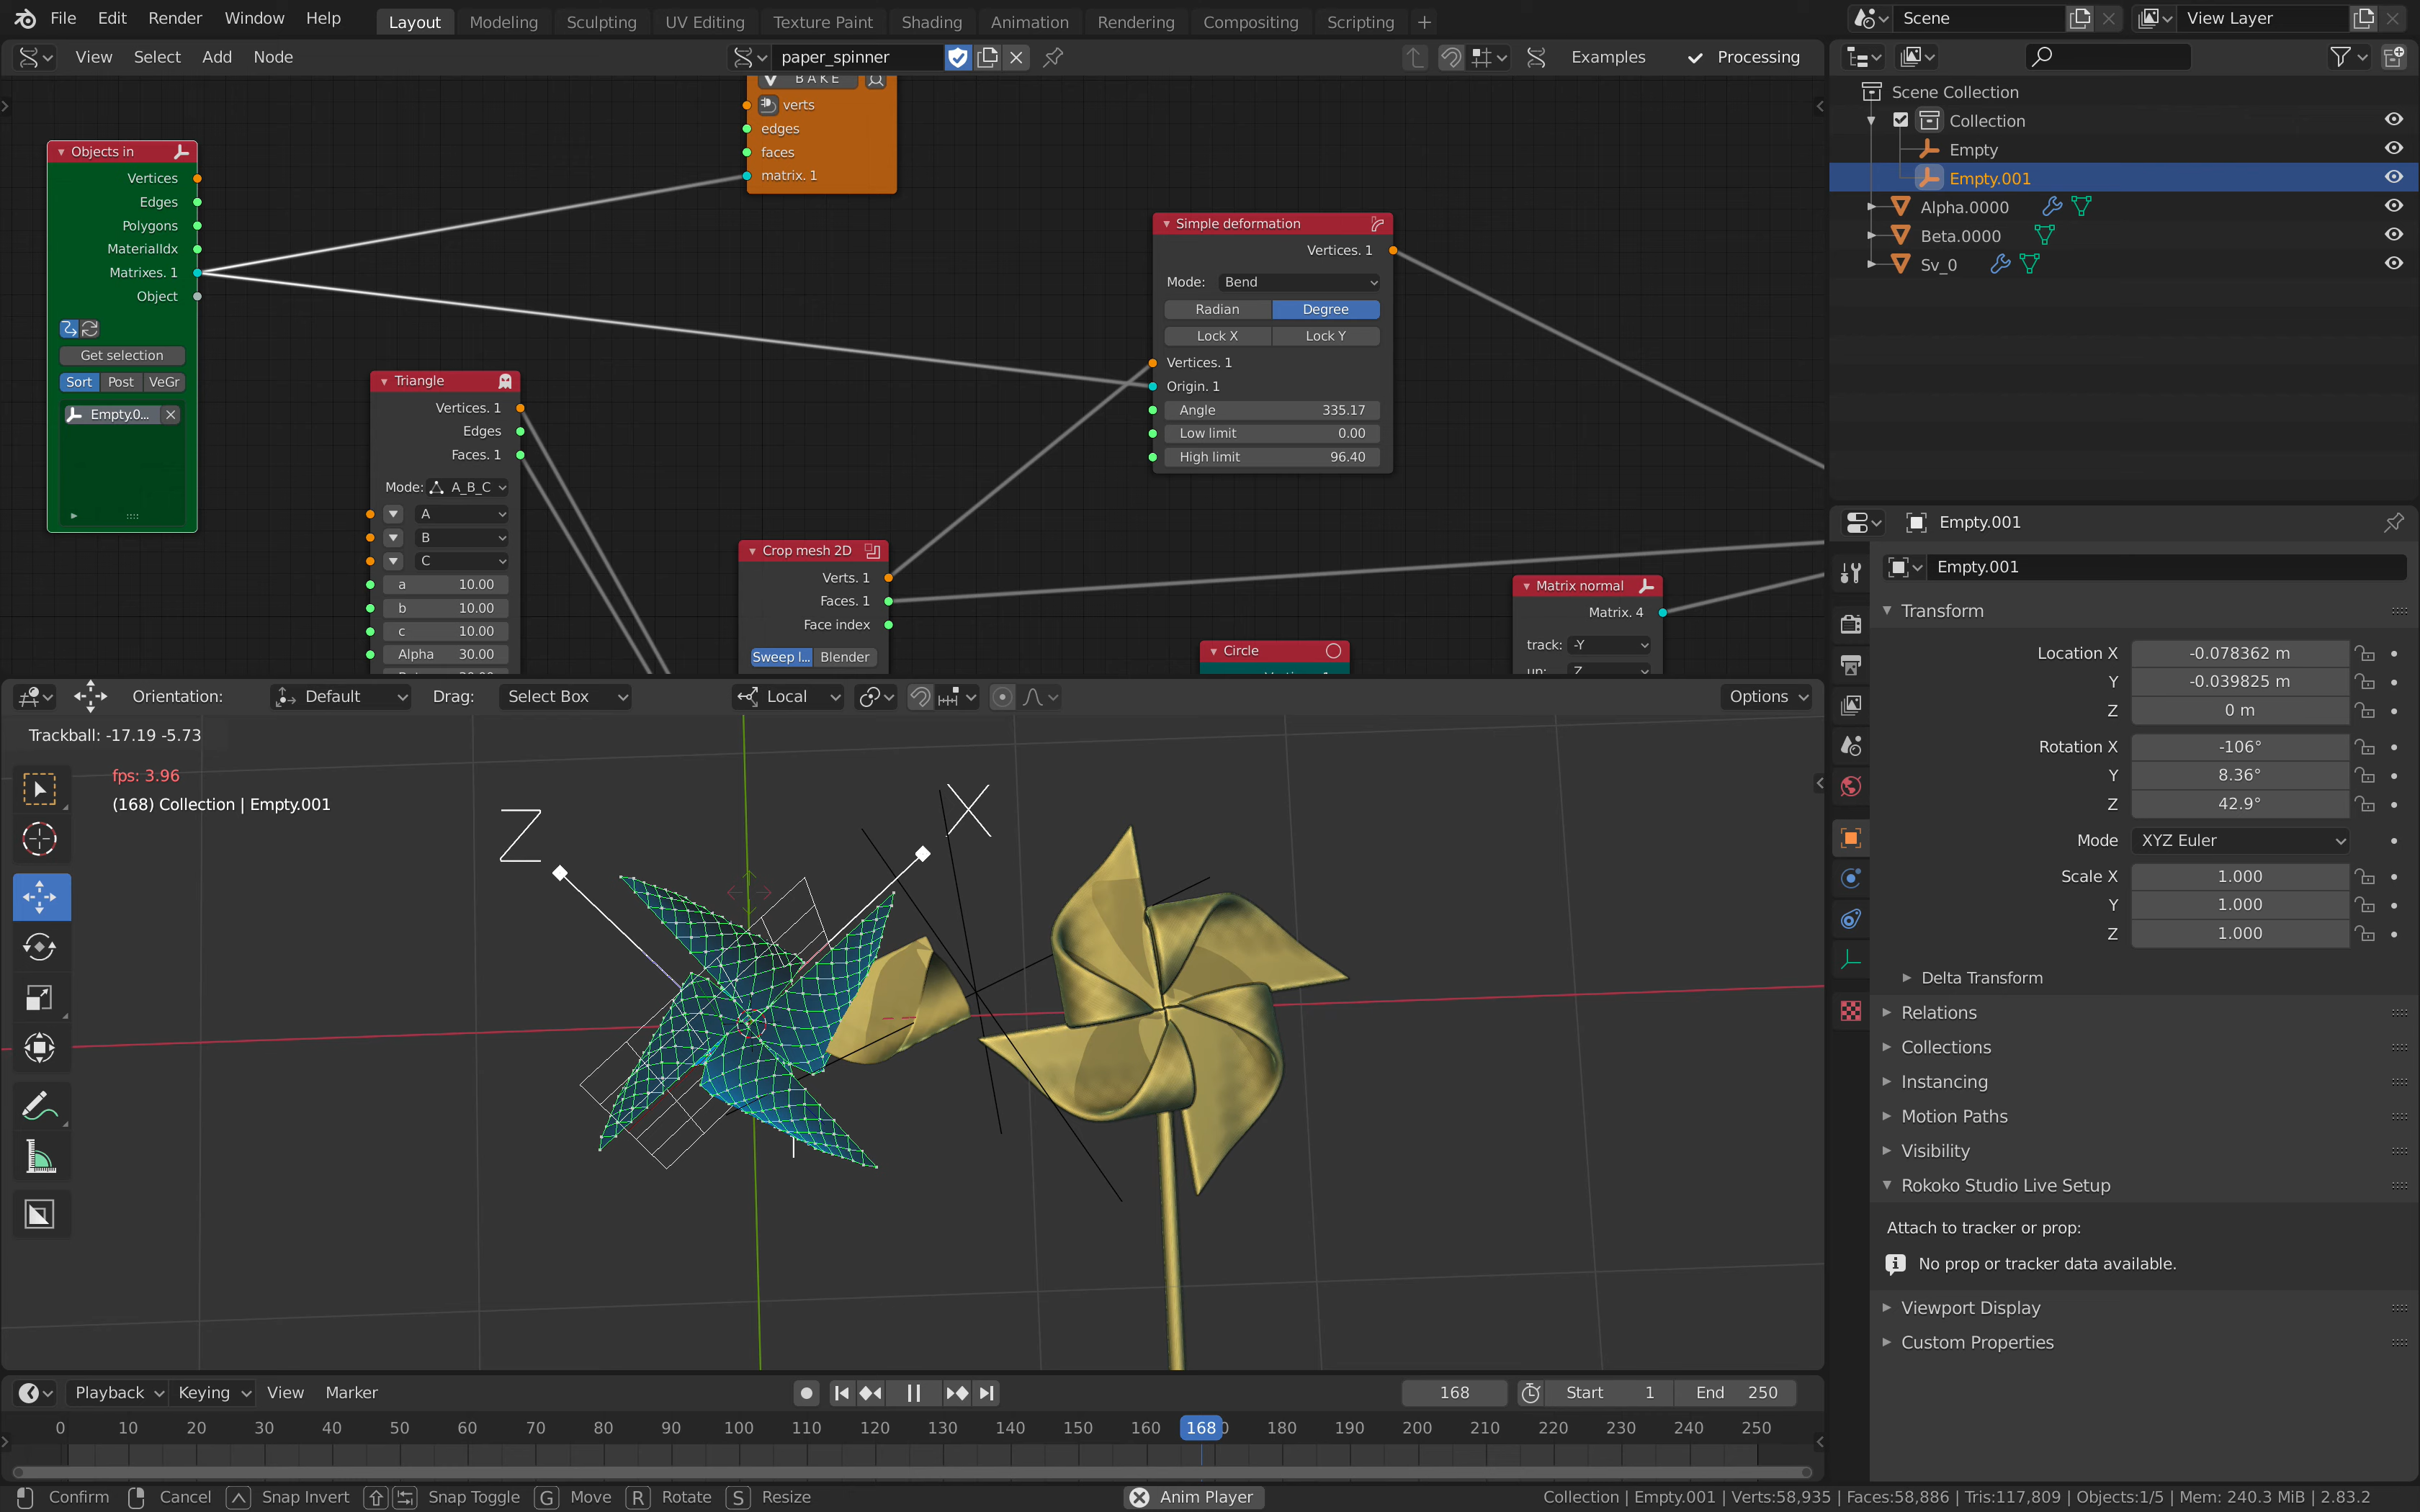 File Edit Render Window Help Layout Modeling Sculpting UV Editing Texture Paint Shading Animation Rendering Compositing Scripting + Scene View Layer
View Select Add Node paper_spinner Examples Processing
BAKE
verts
edges
faces
matrix. 1
Objects in
Vertices
Edges
Polygons
MaterialIdx
Matrixes. 1
Object
Get selection
Sort Post VeGr
Empty.0...
Triangle
Vertices. 1
Edges
Faces. 1
Mode: A_B_C
A
B
C
a 10.00
b 10.00
c 10.00
Alpha 30.00
Crop mesh 2D
Verts. 1
Faces. 1
Face index
Sweep l... Blender
Simple deformation
Vertices. 1
Mode: Bend
Radian Degree
Lock X Lock Y
Vertices. 1
Origin. 1
Angle 335.17
Low limit 0.00
High limit 96.40
Circle
Matrix normal
Matrix. 4
track: -Y
up: Z
Scene Collection
Collection
Empty
Empty.001
Alpha.0000
Beta.0000
Sv_0
Orientation: Default Drag: Select Box Local Options
Trackball: -17.19 -5.73
fps: 3.96
(168) Collection | Empty.001
Z
X
Empty.001
Empty.001
Transform
Location X -0.078362 m
Y -0.039825 m
Z 0 m
Rotation X -106°
Y 8.36°
Z 42.9°
Mode XYZ Euler
Scale X 1.000
Y 1.000
Z 1.000
Delta Transform
Relations
Collections
Instancing
Motion Paths
Visibility
Rokoko Studio Live Setup
Attach to tracker or prop:
No prop or tracker data available.
Viewport Display
Custom Properties
Playback Keying View Marker 168 Start 1 End 250
0 10 20 30 40 50 60 70 80 90 100 110 120 130 140 150 160 168 180 190 200 210 220 230 240 250
Confirm Cancel Snap Invert Snap Toggle G Move R Rotate S Resize Anim Player Collection | Empty.001 | Verts:58,935 | Faces:58,886 | Tris:117,809 | Objects:1/5 | Mem: 240.3 MiB | 2.83.2